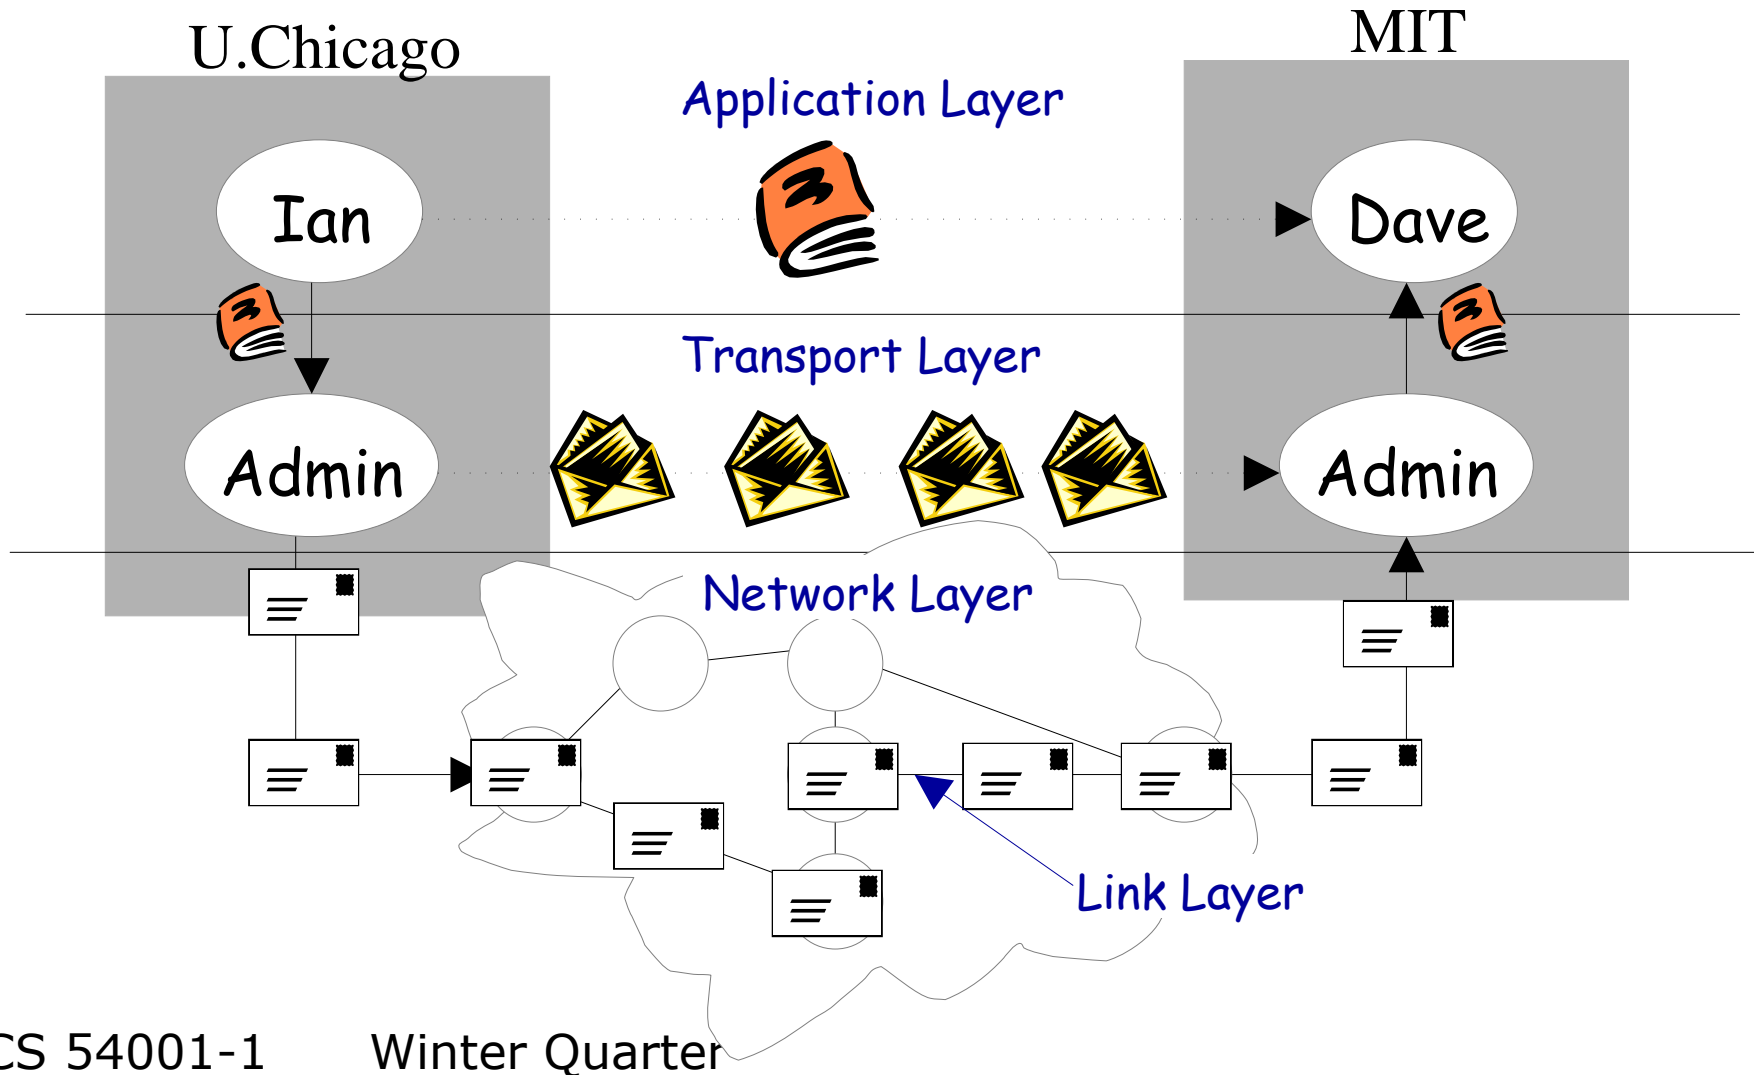 U.Chicago
MIT
Application Layer
Ian
Dave
Transport Layer
Admin
Admin
Network Layer
Link Layer
CS 54001-1 Winter Quarter